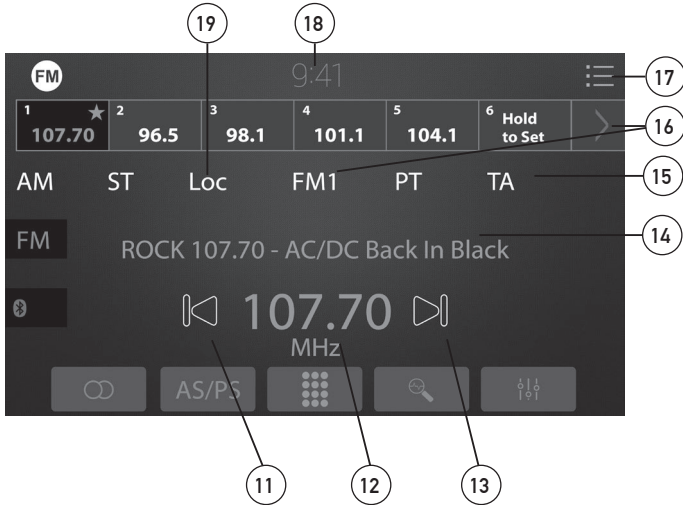 19 18
FM 9:41 17
1 107.70 2 96.5 3 98.1 4 101.1 5 104.1 6 Hold to Set
16
AM ST Loc FM1 PT TA 15
FM 14
ROCK 107.70 - AC/DC Back In Black
107.70
MHz
AS/PS
11 12 13